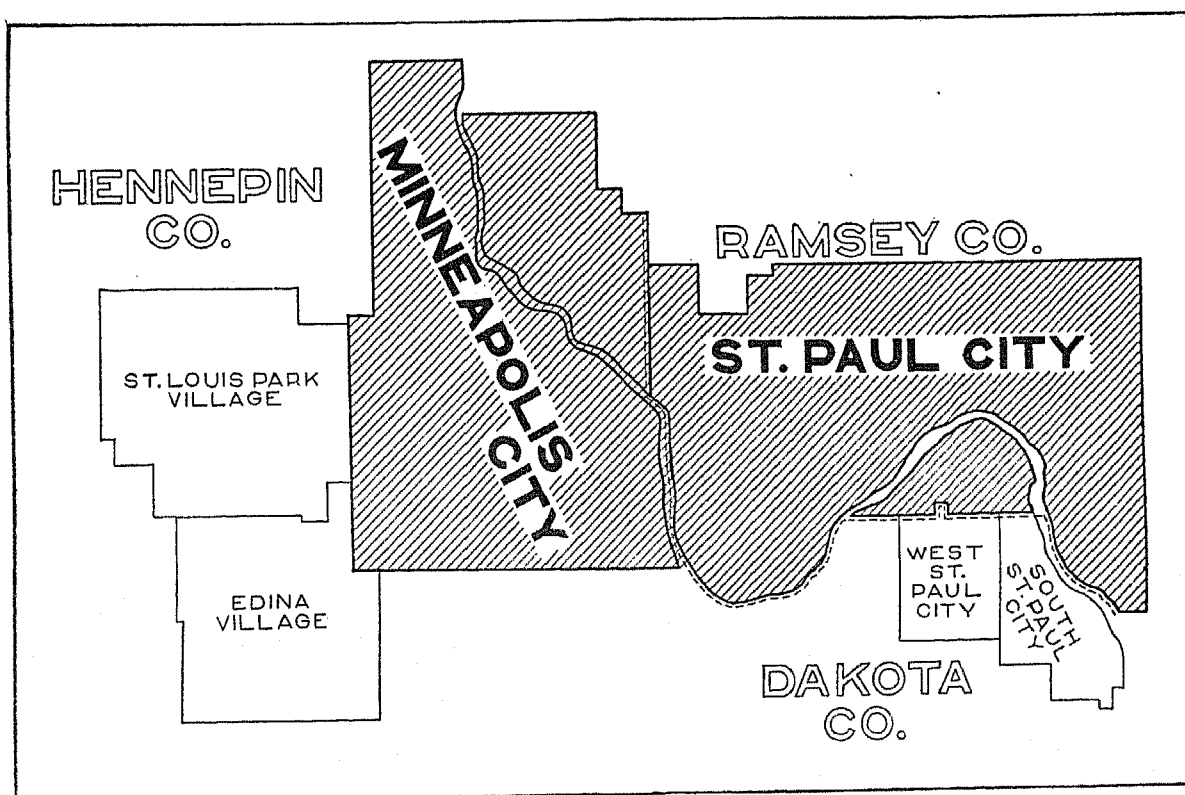 HENNEPIN
CO.
MINNEAPOLIS
CITY
RAMSEY CO.
ST. PAUL CITY
ST. LOUIS PARK
VILLAGE
EDINA
VILLAGE
WEST
ST.
PAUL
CITY
SOUTH
ST. PAUL
CITY
DAKOTA
CO.